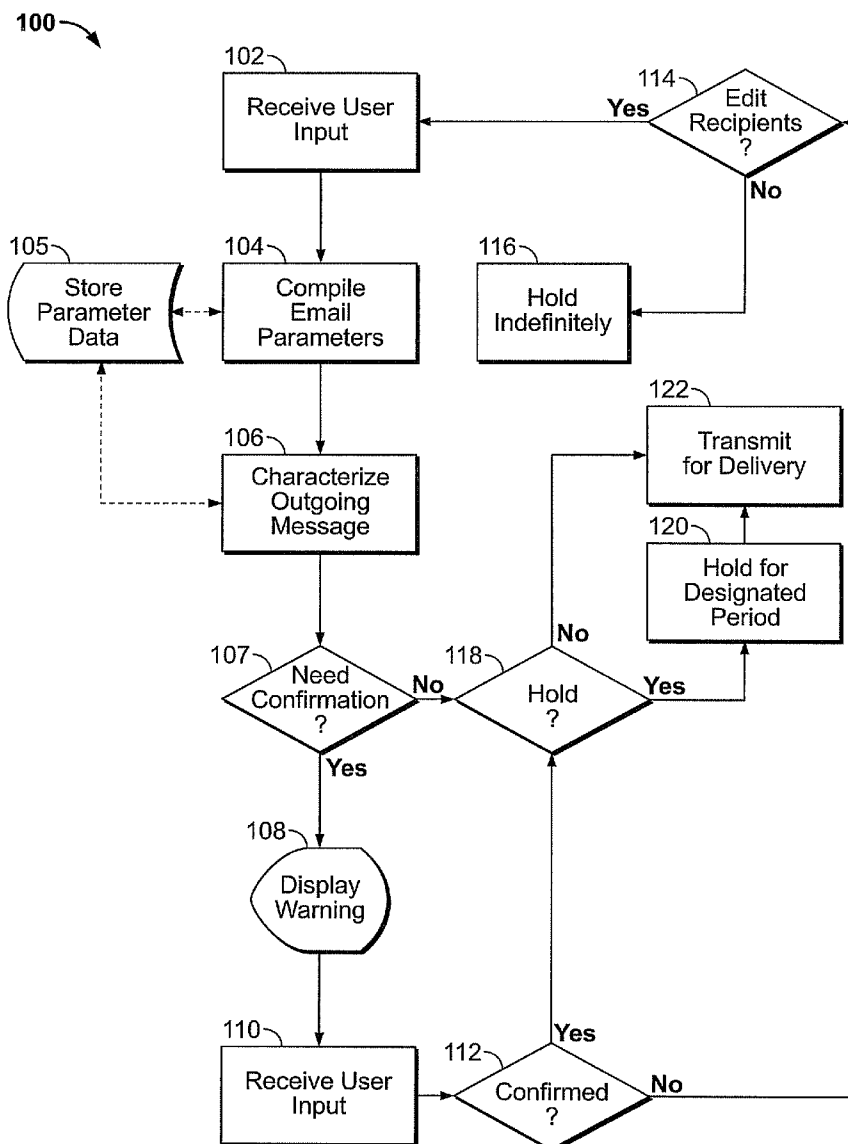 100
102
Receive User
Input
114
Edit
Recipients
?
Yes
No
105
Store
Parameter
Data
104
Compile
Email
Parameters
116
Hold
Indefinitely
106
Characterize
Outgoing
Message
122
Transmit
for Delivery
120
Hold for
Designated
Period
107
Need
Confirmation
?
No
Yes
118
Hold
?
No
Yes
108
Display
Warning
110
Receive User
Input
112
Confirmed
?
Yes
No